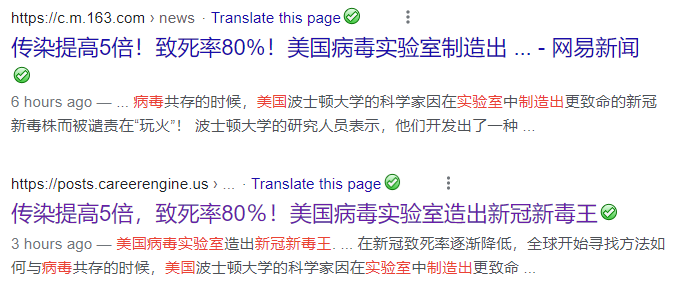 https://c.m.163.com › news · Translate this page
传染提高5倍！致死率80％！美国病毒实验室制造出 ... - 网易新闻
6 hours ago — ... 病毒共存的时候，美国波士顿大学的科学家因在实验室中制造出更致命的新冠
新毒株而被谴责在“玩火”！ 波士顿大学的研究人员表示，他们开发出了一种 ...
https://posts.careerengine.us › ... · Translate this page
传染提高5倍，致死率80％！美国病毒实验室造出新冠新毒王
3 hours ago — 美国病毒实验室造出新冠新毒王. ... 在新冠致死率逐渐降低，全球开始寻找方法如
何与病毒共存的时候，美国波士顿大学的科学家因在实验室中制造出更致命 ...